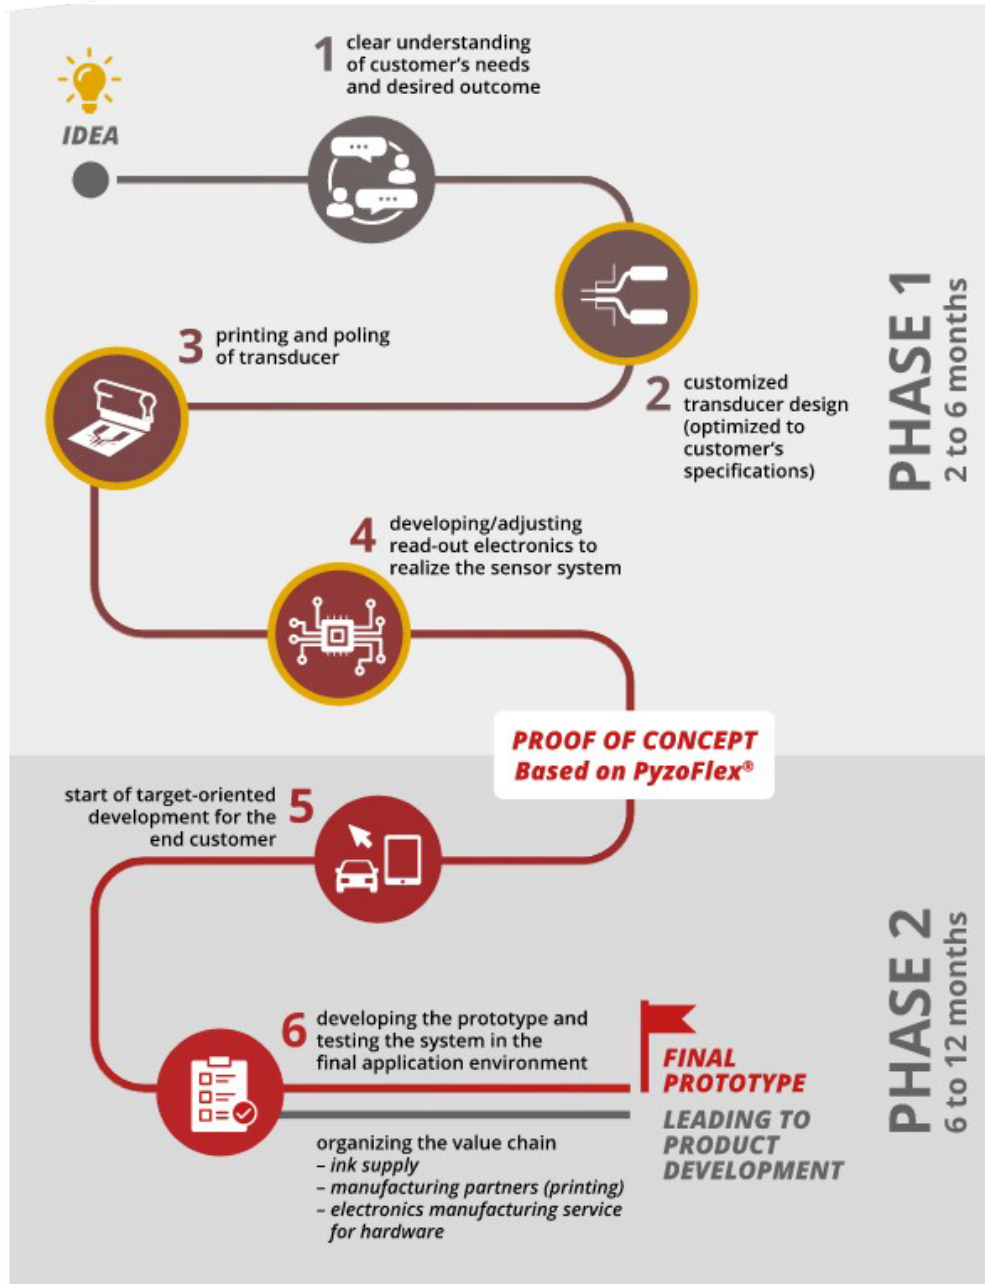 IDEA
1 clear understanding
of customer's needs
and desired outcome
PHASE 1
2 to 6 months
2 customized
transducer design
(optimized to
customer's
specifications)
3 printing and poling
of transducer
4 developing/adjusting
read-out electronics to
realize the sensor system
PROOF OF CONCEPT
Based on PyzoFlex®
PHASE 2
6 to 12 months
5 start of target-oriented
development for the
end customer
6 developing the prototype and
testing the system in the
final application environment
FINAL
PROTOTYPE
LEADING TO
PRODUCT
DEVELOPMENT
organizing the value chain
– ink supply
– manufacturing partners (printing)
– electronics manufacturing service
for hardware